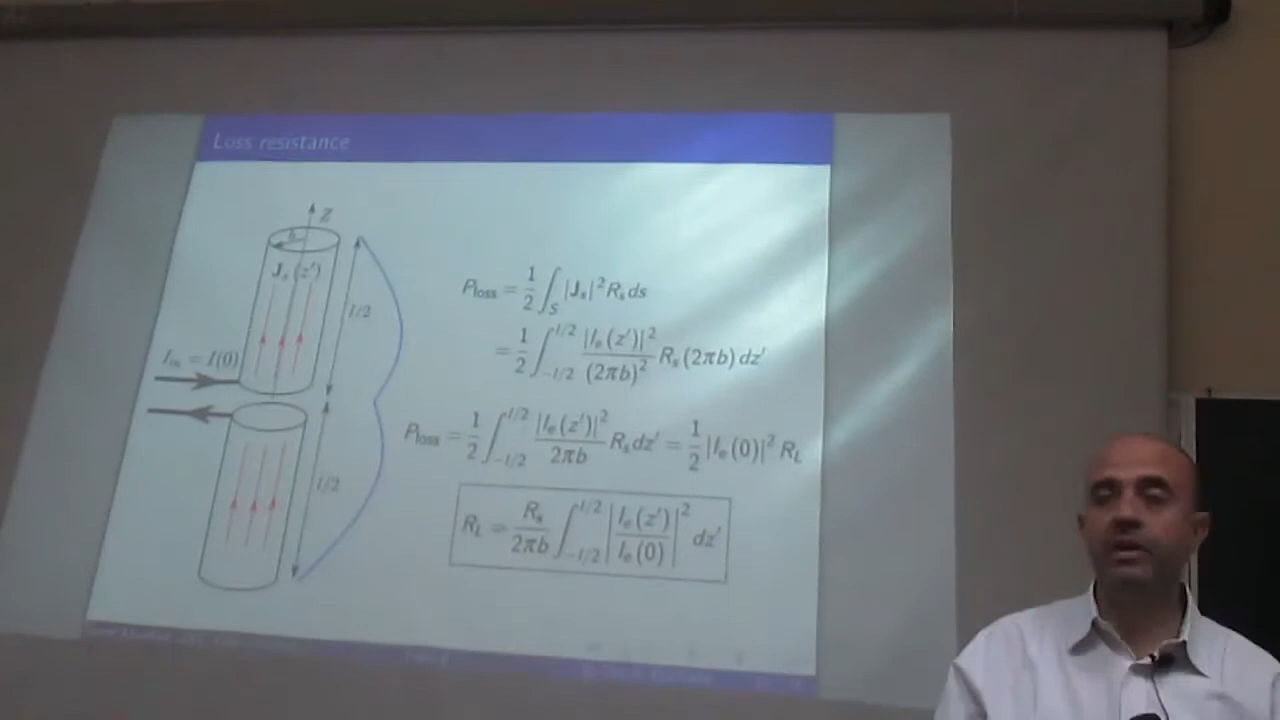 Loss resistance
Z
b
J_s(z')
l/2
I_in = I(0)
l/2
P_loss = 1/2 ∫_S |J_s|^2 R_s ds
= 1/2 ∫_{-l/2}^{l/2} |I_e(z')|^2 / (2πb)^2 R_s (2πb) dz'
P_loss = 1/2 ∫_{-l/2}^{l/2} |I_e(z')|^2 / 2πb R_s dz' = 1/2 |I_e(0)|^2 R_L
R_L = R_s / 2πb ∫_{-l/2}^{l/2} |I_e(z') / I_e(0)|^2 dz'